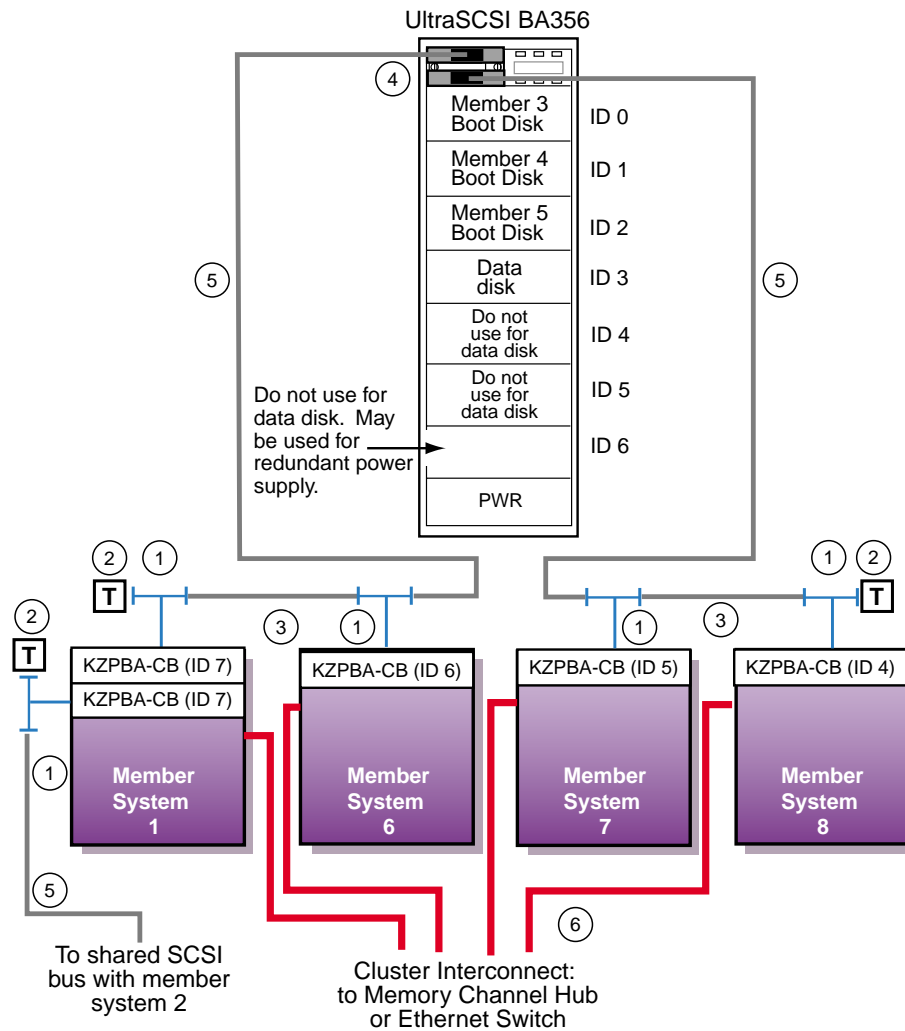 UltraSCSI BA356
4
Member 3
Boot Disk
ID 0
Member 4
Boot Disk
ID 1
Member 5
Boot Disk
ID 2
5
Data
disk
ID 3
5
Do not
use for
data disk
ID 4
Do not
use for
data disk
ID 5
Do not use for
data disk. May
be used for
redundant power
supply.
ID 6
PWR
2
1
T
1
2
T
2
T
3
1
1
3
KZPBA-CB (ID 7)
KZPBA-CB (ID 7)
KZPBA-CB (ID 6)
KZPBA-CB (ID 5)
KZPBA-CB (ID 4)
1
Member
System
1
Member
System
6
Member
System
7
Member
System
8
5
6
To shared SCSI
bus with member
system 2
Cluster Interconnect:
to Memory Channel Hub
or Ethernet Switch